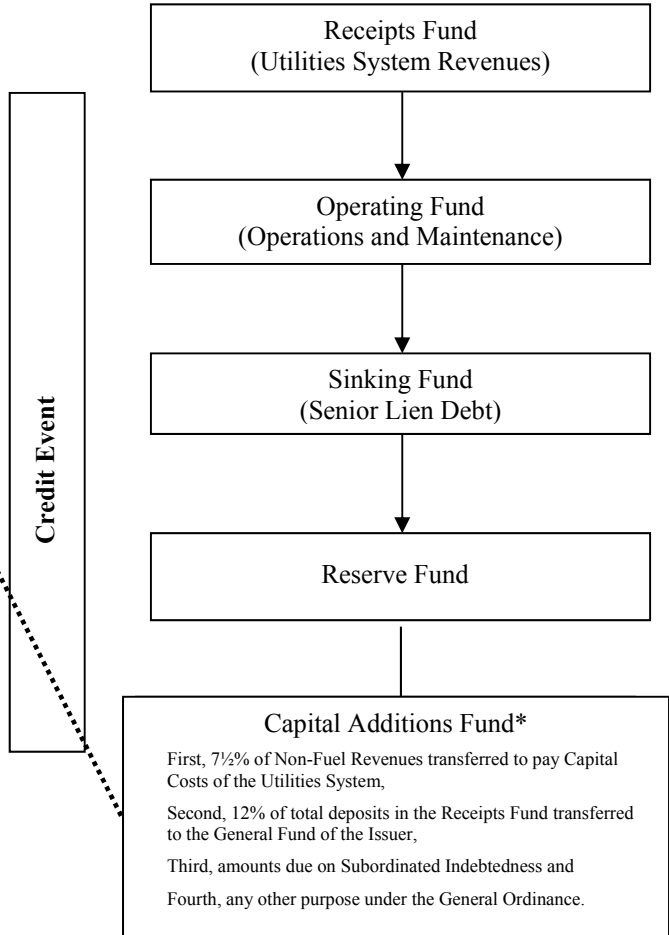 Receipts Fund
(Utilities System Revenues)
Operating Fund
(Operations and Maintenance)
Sinking Fund
(Senior Lien Debt)
Credit Event
Reserve Fund
Capital Additions Fund*
First, 7½% of Non-Fuel Revenues transferred to pay Capital
Costs of the Utilities System,
Second, 12% of total deposits in the Receipts Fund transferred
to the General Fund of the Issuer,
Third, amounts due on Subordinated Indebtedness and
Fourth, any other purpose under the General Ordinance.